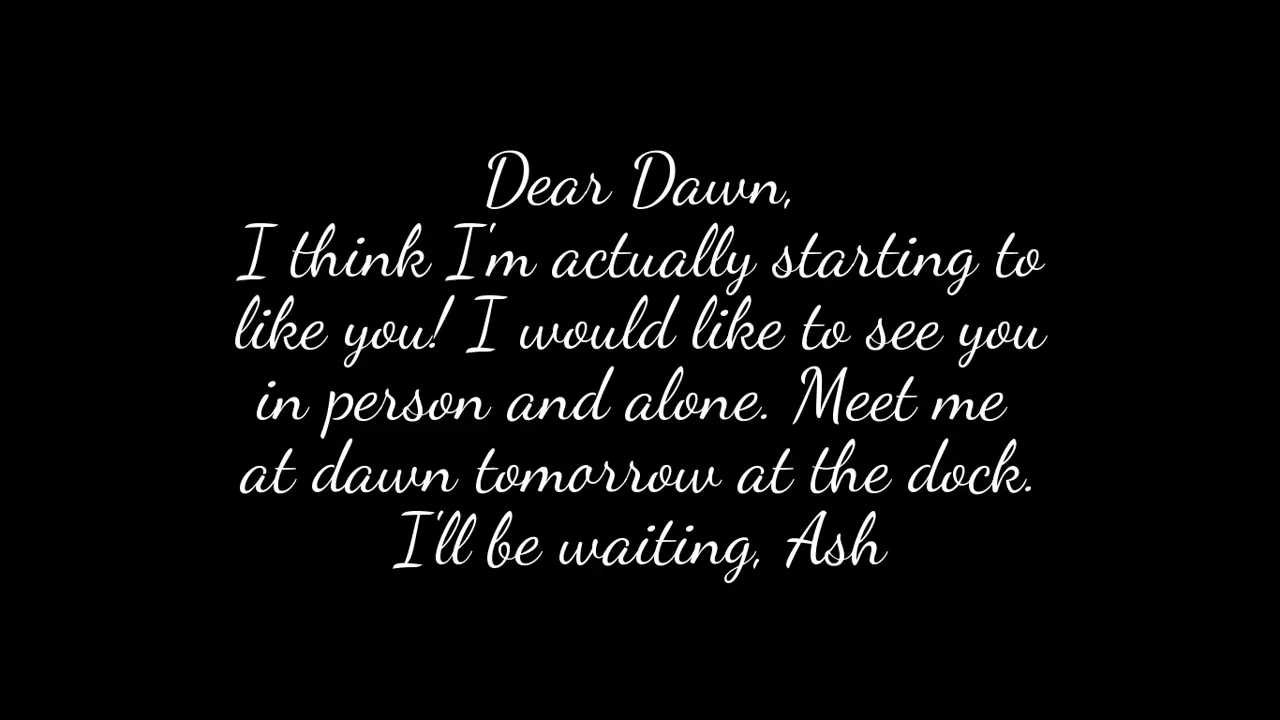 Dear Dawn,
I think I'm actually starting to
like you! I would like to see you
in person and alone. Meet me
at dawn tomorrow at the dock.
I'll be waiting, Ash